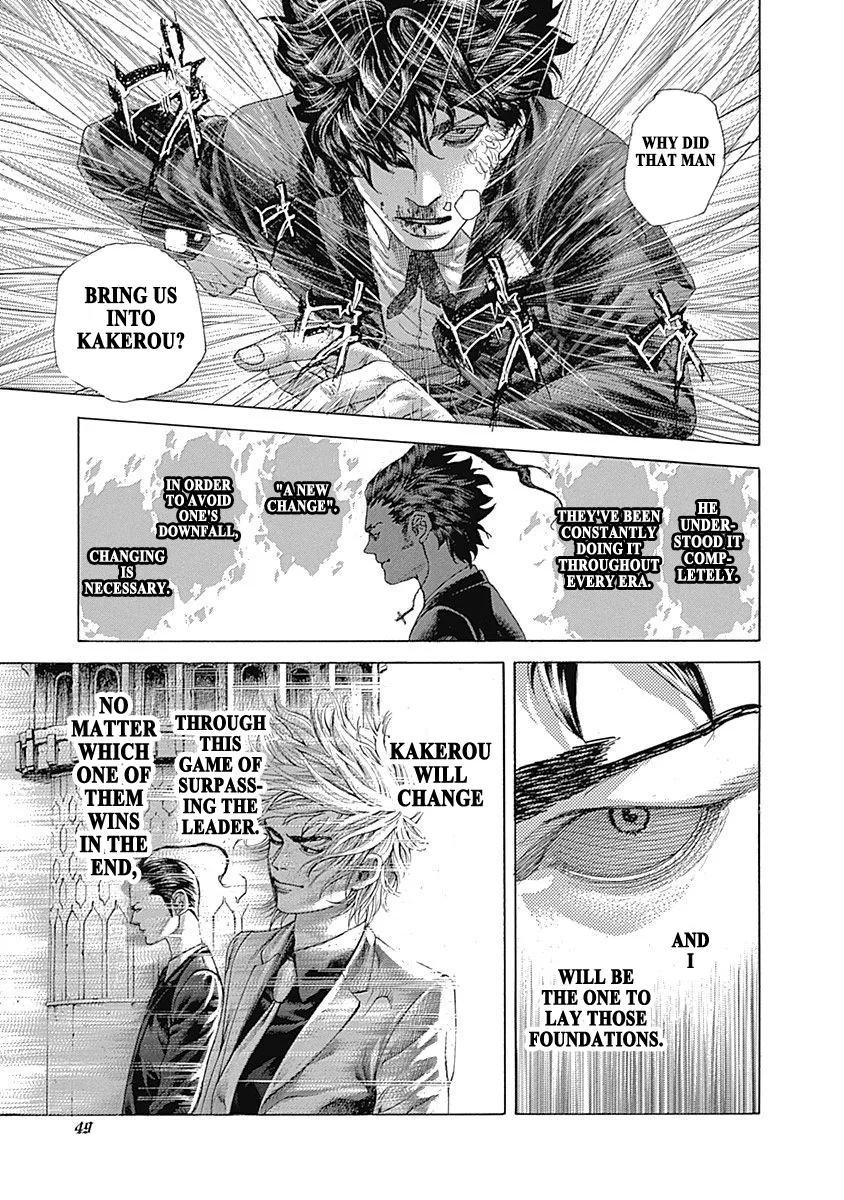 WHY DID
THAT MAN
BRING US
INTO
KAKEROU?
HE
UNDER-
STOOD IT
COMP-
LETELY.
THEY'VE BEEN
CONSTANTLY
DOING IT
THROUGHOUT
EVERY ERA.
"A NEW
CHANGE".
IN ORDER
TO AVOID
ONE'S
DOWNFALL,
CHANGING
IS
NECESSARY.
AND
I
WILL BE
THE ONE TO
LAY THOSE
FOUNDATIONS.
KAKEROU
WILL
CHANGE
THROUGH
THIS
GAME OF
SURPASS-
ING THE
LEADER.
NO
MATTER
WHICH
ONE OF
THEM
WINS
IN THE
END,
49